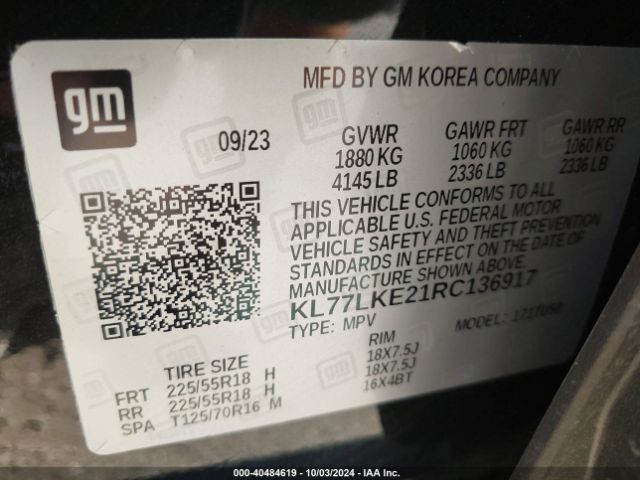 gm
MFD BY GM KOREA COMPANY
09/23 GVWR GAWR FRT GAWR RR
1880 KG 1060 KG 1060 KG
4145 LB 2336 LB 2336 LB
THIS VEHICLE CONFORMS TO ALL
APPLICABLE U.S. FEDERAL MOTOR
VEHICLE SAFETY AND THEFT PREVENTION
STANDARDS IN EFFECT ON THE DATE OF
MANUFACTURE SHOWN ABOVE.
KL77LKE21RC136917
TYPE: MPV MODEL: 171TU58
TIRE SIZE RIM
FRT 225/55R18 H 18X7.5J
RR 225/55R18 H 18X7.5J
SPA T125/70R16 M 16X4BT
000-40484619 - 10/03/2024 - IAA Inc.